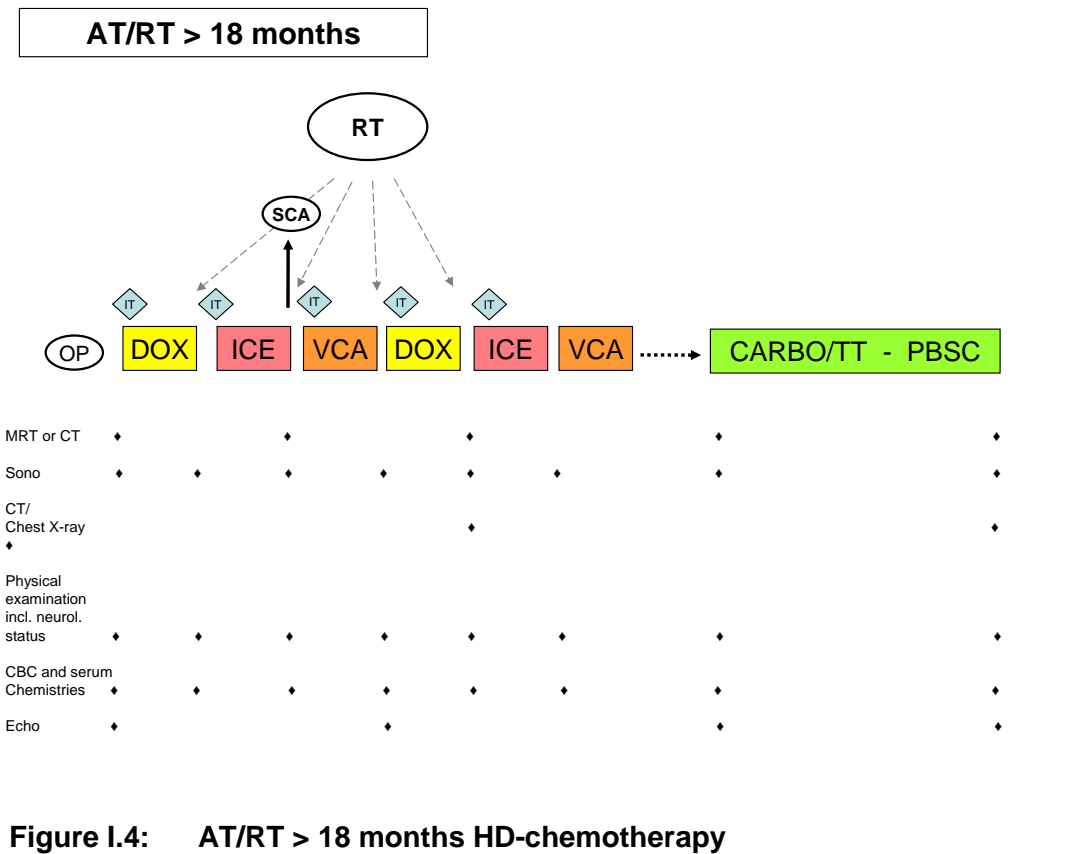 AT/RT > 18 months
RT
SCA
IT IT IT IT IT
OP DOX ICE VCA DOX ICE VCA CARBO/TT - PBSC
MRT or CT
Sono
CT/
Chest X-ray
Physical
examination
incl. neurol.
status
CBC and serum
Chemistries
Echo
Figure I.4: AT/RT > 18 months HD-chemotherapy